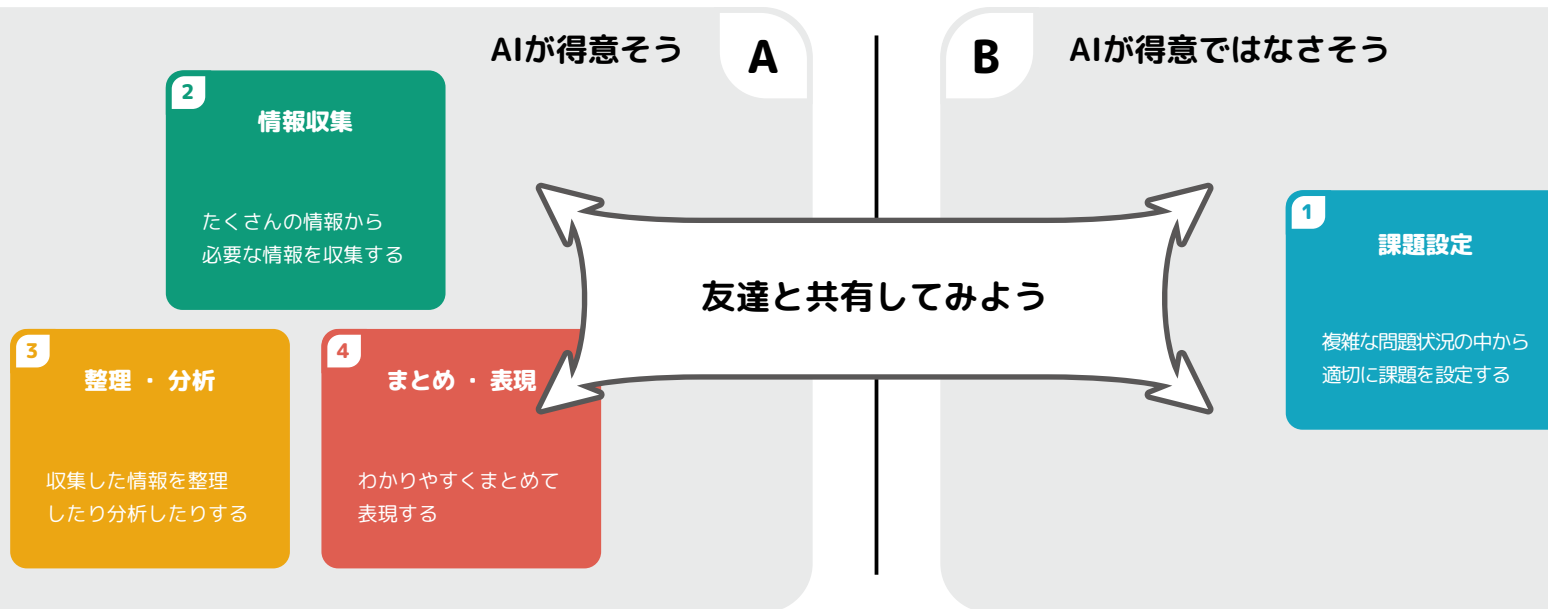 AIが得意そう
A
B
AIが得意ではなさそう
2
情報収集
たくさんの情報から
必要な情報を収集する
1
課題設定
複雑な問題状況の中から
適切に課題を設定する
友達と共有してみよう
3
整理 ・ 分析
収集した情報を整理
したり分析したりする
4
まとめ ・ 表現
わかりやすくまとめて
表現する